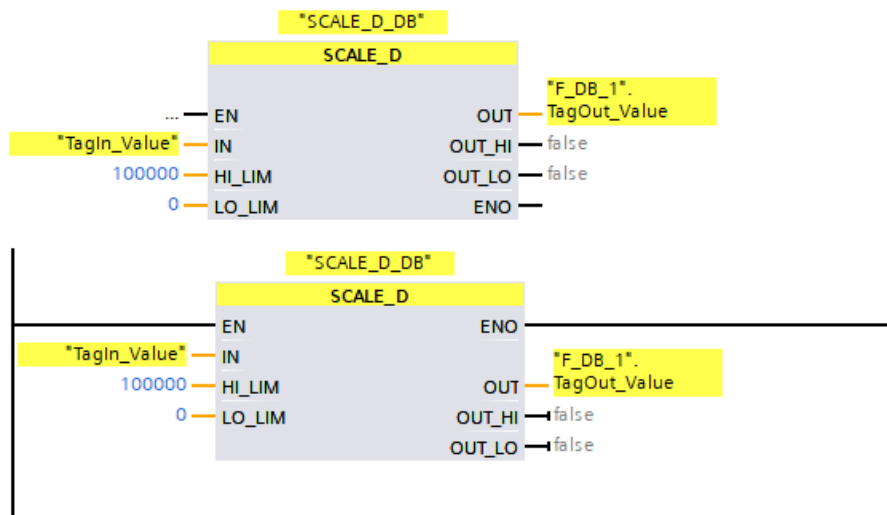 "SCALE_D_DB"
SCALE_D
... EN OUT "F_DB_1".
TagOut_Value
"TagIn_Value" IN OUT_HI false
100000 HI_LIM OUT_LO false
0 LO_LIM ENO
"SCALE_D_DB"
SCALE_D
EN ENO
"TagIn_Value" IN
100000 HI_LIM OUT "F_DB_1".
TagOut_Value
0 LO_LIM OUT_HI false
OUT_LO false